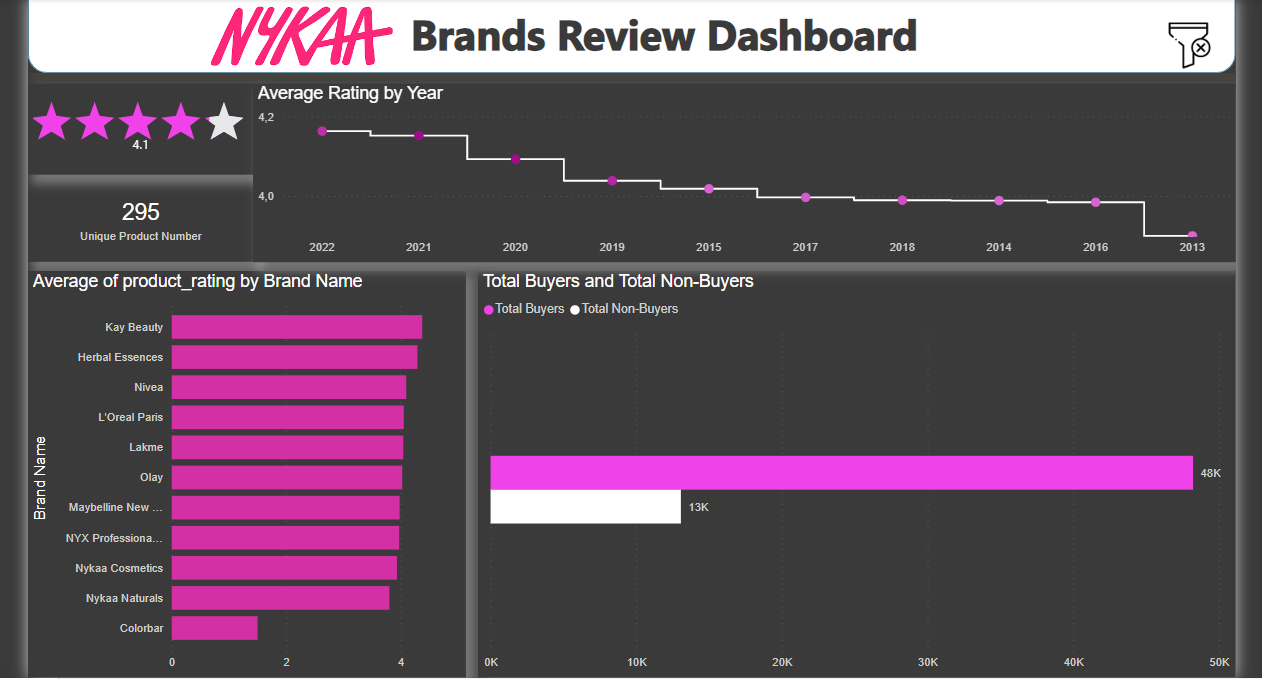 NYKAA Brands Review Dashboard
4.1
295
Unique Product Number
Average Rating by Year
4,2
4,0
2022 2021 2020 2019 2015 2017 2018 2014 2016 2013
Average of product_rating by Brand Name
Brand Name
Kay Beauty
Herbal Essences
Nivea
L'Oreal Paris
Lakme
Olay
Maybelline New ...
NYX Professiona...
Nykaa Cosmetics
Nykaa Naturals
Colorbar
0 2 4
Total Buyers and Total Non-Buyers
Total Buyers Total Non-Buyers
48K
13K
0K 10K 20K 30K 40K 50K